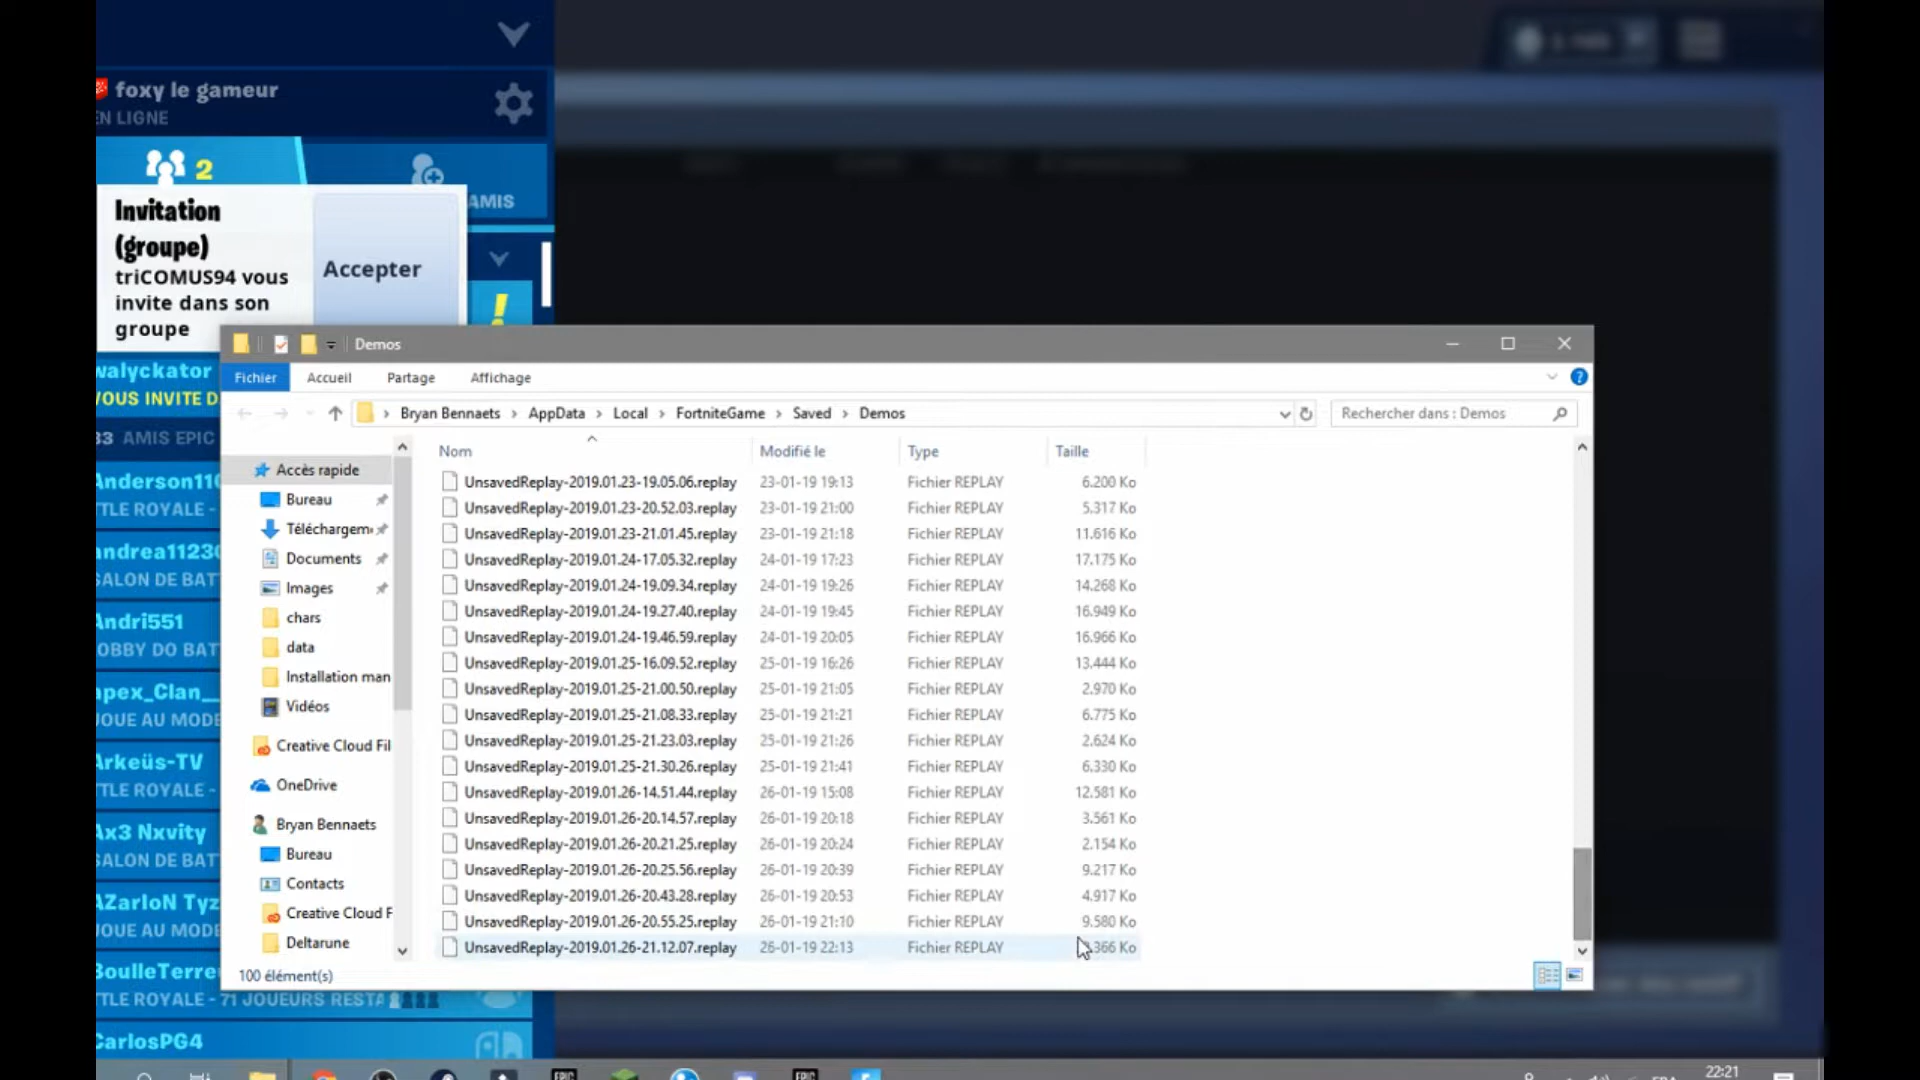 foxy le gameur
EN LIGNE
2
AMIS
Invitation
(groupe)
triCOMUS94 vous
invite dans son
groupe
Accepter
!
walyckator
VOUS INVITE D
33 AMIS EPIC
Anderson110
TTLE ROYALE -
andrea11230
SALON DE BAT
Andri551
OBBY DO BAT
apex_Clan_
JOUE AU MODE
Arkeüs-TV
TTLE ROYALE -
Ax3 Nxvity
SALON DE BAT
AZarIoN Tyz
JOUE AU MODE
BoulleTerre
TTLE ROYALE - 71 JOUEURS RESTA
CarlosPG4
Demos
Fichier Accueil Partage Affichage
Bryan Bennaets > AppData > Local > FortniteGame > Saved > Demos
Rechercher dans : Demos
Accès rapide
Bureau
Téléchargem
Documents
Images
chars
data
Installation man
Vidéos
Creative Cloud Fil
OneDrive
Bryan Bennaets
Bureau
Contacts
Creative Cloud F
Deltarune
Nom Modifié le Type Taille
UnsavedReplay-2019.01.23-19.05.06.replay 23-01-19 19:13 Fichier REPLAY 6.200 Ko
UnsavedReplay-2019.01.23-20.52.03.replay 23-01-19 21:00 Fichier REPLAY 5.317 Ko
UnsavedReplay-2019.01.23-21.01.45.replay 23-01-19 21:18 Fichier REPLAY 11.616 Ko
UnsavedReplay-2019.01.24-17.05.32.replay 24-01-19 17:23 Fichier REPLAY 17.175 Ko
UnsavedReplay-2019.01.24-19.09.34.replay 24-01-19 19:26 Fichier REPLAY 14.268 Ko
UnsavedReplay-2019.01.24-19.27.40.replay 24-01-19 19:45 Fichier REPLAY 16.949 Ko
UnsavedReplay-2019.01.24-19.46.59.replay 24-01-19 20:05 Fichier REPLAY 16.966 Ko
UnsavedReplay-2019.01.25-16.09.52.replay 25-01-19 16:26 Fichier REPLAY 13.444 Ko
UnsavedReplay-2019.01.25-21.00.50.replay 25-01-19 21:05 Fichier REPLAY 2.970 Ko
UnsavedReplay-2019.01.25-21.08.33.replay 25-01-19 21:21 Fichier REPLAY 6.775 Ko
UnsavedReplay-2019.01.25-21.23.03.replay 25-01-19 21:26 Fichier REPLAY 2.624 Ko
UnsavedReplay-2019.01.25-21.30.26.replay 25-01-19 21:41 Fichier REPLAY 6.330 Ko
UnsavedReplay-2019.01.26-14.51.44.replay 26-01-19 15:08 Fichier REPLAY 12.581 Ko
UnsavedReplay-2019.01.26-20.14.57.replay 26-01-19 20:18 Fichier REPLAY 3.561 Ko
UnsavedReplay-2019.01.26-20.21.25.replay 26-01-19 20:24 Fichier REPLAY 2.154 Ko
UnsavedReplay-2019.01.26-20.25.56.replay 26-01-19 20:39 Fichier REPLAY 9.217 Ko
UnsavedReplay-2019.01.26-20.43.28.replay 26-01-19 20:53 Fichier REPLAY 4.917 Ko
UnsavedReplay-2019.01.26-20.55.25.replay 26-01-19 21:10 Fichier REPLAY 9.580 Ko
UnsavedReplay-2019.01.26-21.12.07.replay 26-01-19 22:13 Fichier REPLAY .366 Ko
100 élément(s)
EPIC
EPIC
FRA
22:21